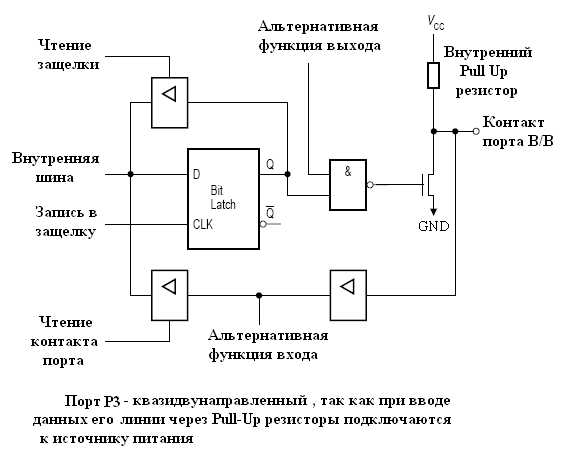 Альтернативная
функция выхода
V_CC
Чтение
защелки
Внутренний
Pull Up
резистор
Контакт
порта В/В
Внутренняя
шина
D
Q
&
Bit
Latch
Запись в
защелку
CLK
Q̅
GND
Чтение
контакта
порта
Альтернативная
функция входа
Порт Р3 - квазидвунаправленный , так как при вводе
данных его линии через Pull-Up резисторы подключаются
к источнику питания